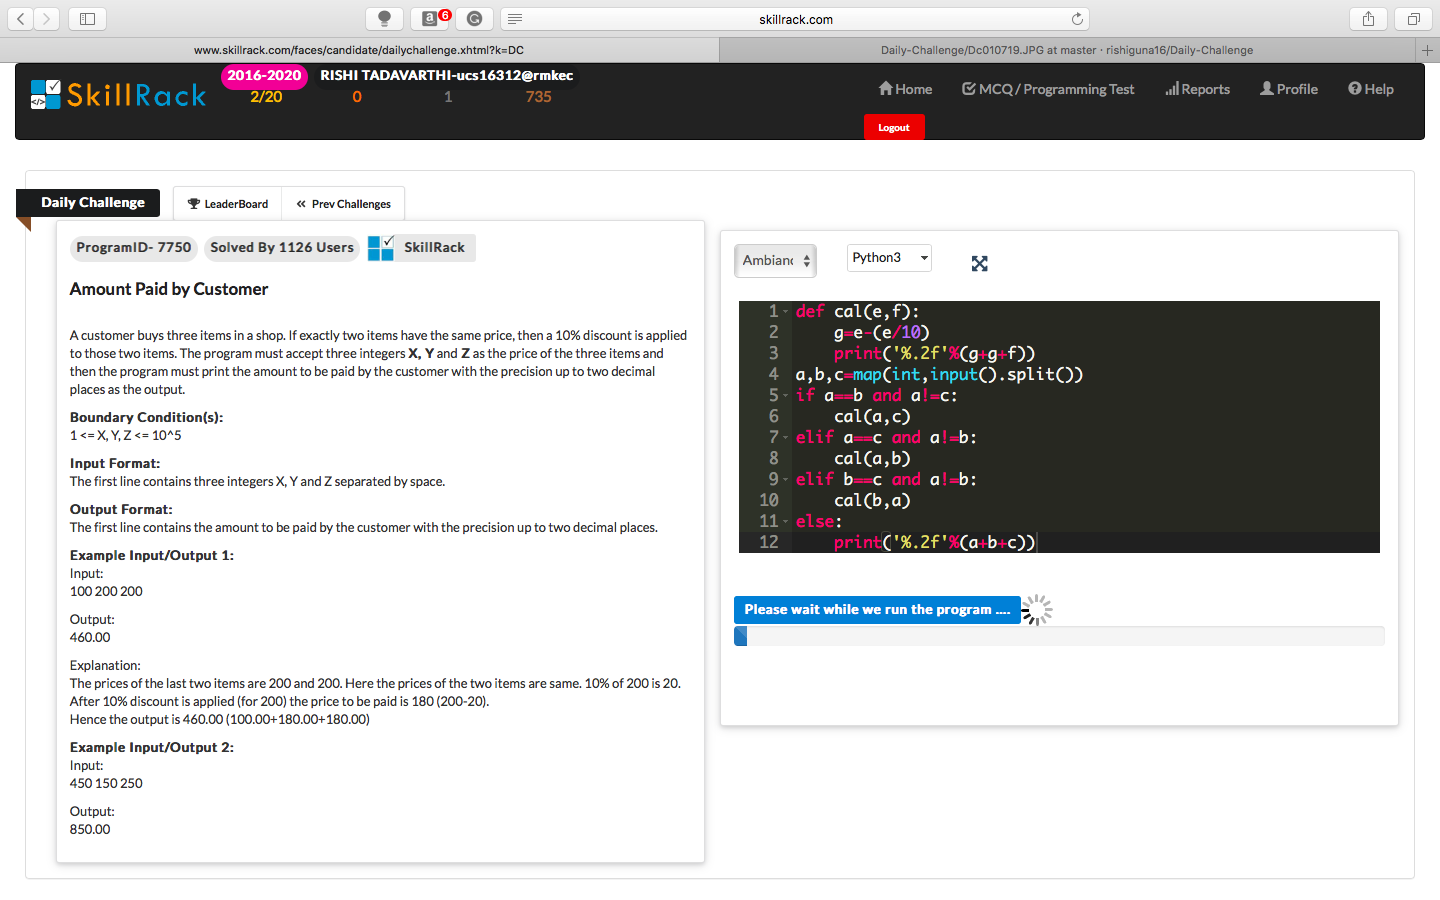 skillrack.com
6
www.skillrack.com/faces/candidate/dailychallenge.xhtml?k=DC
Daily-Challenge/Dc010719.JPG at master · rishiguna16/Daily-Challenge
SkillRack
2016-2020
RISHI TADAVARTHI-ucs16312@rmkec
2/20
0
1
735
Home
MCQ / Programming Test
Reports
Profile
Help
Logout
Daily Challenge
LeaderBoard
Prev Challenges
ProgramID- 7750
Solved By 1126 Users
SkillRack
Amount Paid by Customer
A customer buys three items in a shop. If exactly two items have the same price, then a 10% discount is applied
to those two items. The program must accept three integers X, Y and Z as the price of the three items and
then the program must print the amount to be paid by the customer with the precision up to two decimal
places as the output.
Boundary Condition(s):
1 <= X, Y, Z <= 10^5
Input Format:
The first line contains three integers X, Y and Z separated by space.
Output Format:
The first line contains the amount to be paid by the customer with the precision up to two decimal places.
Example Input/Output 1:
Input:
100 200 200
Output:
460.00
Explanation:
The prices of the last two items are 200 and 200. Here the prices of the two items are same. 10% of 200 is 20.
After 10% discount is applied (for 200) the price to be paid is 180 (200-20).
Hence the output is 460.00 (100.00+180.00+180.00)
Example Input/Output 2:
Input:
450 150 250
Output:
850.00
Ambianc
Python3
1 def cal(e,f):
2 g=e-(e/10)
3 print('%.2f'%(g+g+f))
4 a,b,c=map(int,input().split())
5 if a==b and a!=c:
6 cal(a,c)
7 elif a==c and a!=b:
8 cal(a,b)
9 elif b==c and a!=b:
10 cal(b,a)
11 else:
12 print('%.2f'%(a+b+c))
Please wait while we run the program ....